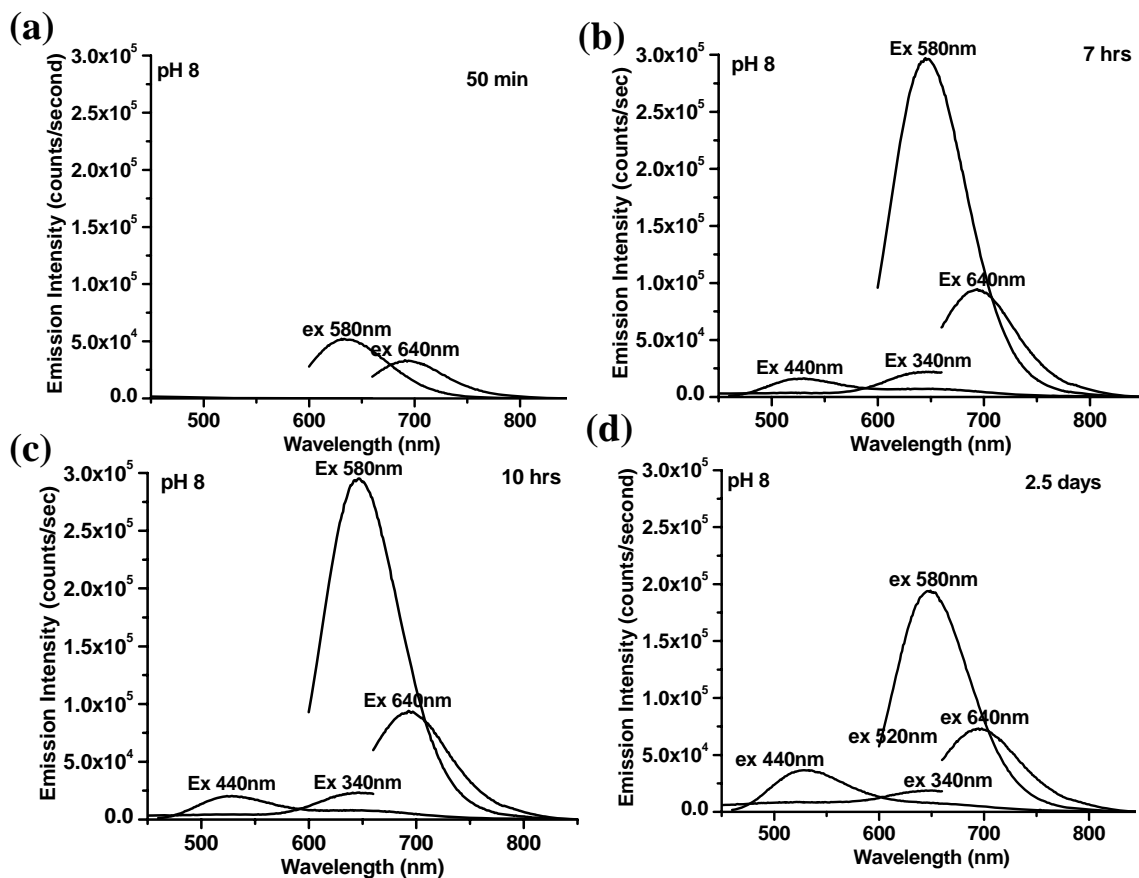 (a)
pH 8
50 min
3.0x10^5
2.5x10^5
2.0x10^5
1.5x10^5
1.0x10^5
5.0x10^4
0.0
Emission Intensity (counts/second)
ex 580nm
ex 640nm
500 600 700 800
Wavelength (nm)
(b)
pH 8
7 hrs
3.0x10^5
2.5x10^5
2.0x10^5
1.5x10^5
1.0x10^5
5.0x10^4
0.0
Emission Intensity (counts/sec)
Ex 580nm
Ex 640nm
Ex 440nm
Ex 340nm
500 600 700 800
Wavelength (nm)
(c)
pH 8
10 hrs
3.0x10^5
2.5x10^5
2.0x10^5
1.5x10^5
1.0x10^5
5.0x10^4
0.0
Emission Intensity (counts/sec)
Ex 580nm
Ex 640nm
Ex 440nm
Ex 340nm
500 600 700 800
Wavelength (nm)
(d)
pH 8
2.5 days
3.0x10^5
2.5x10^5
2.0x10^5
1.5x10^5
1.0x10^5
5.0x10^4
0.0
Emission Intensity (counts/second)
ex 580nm
ex 520nm
ex 640nm
ex 440nm
ex 340nm
500 600 700 800
Wavelength (nm)